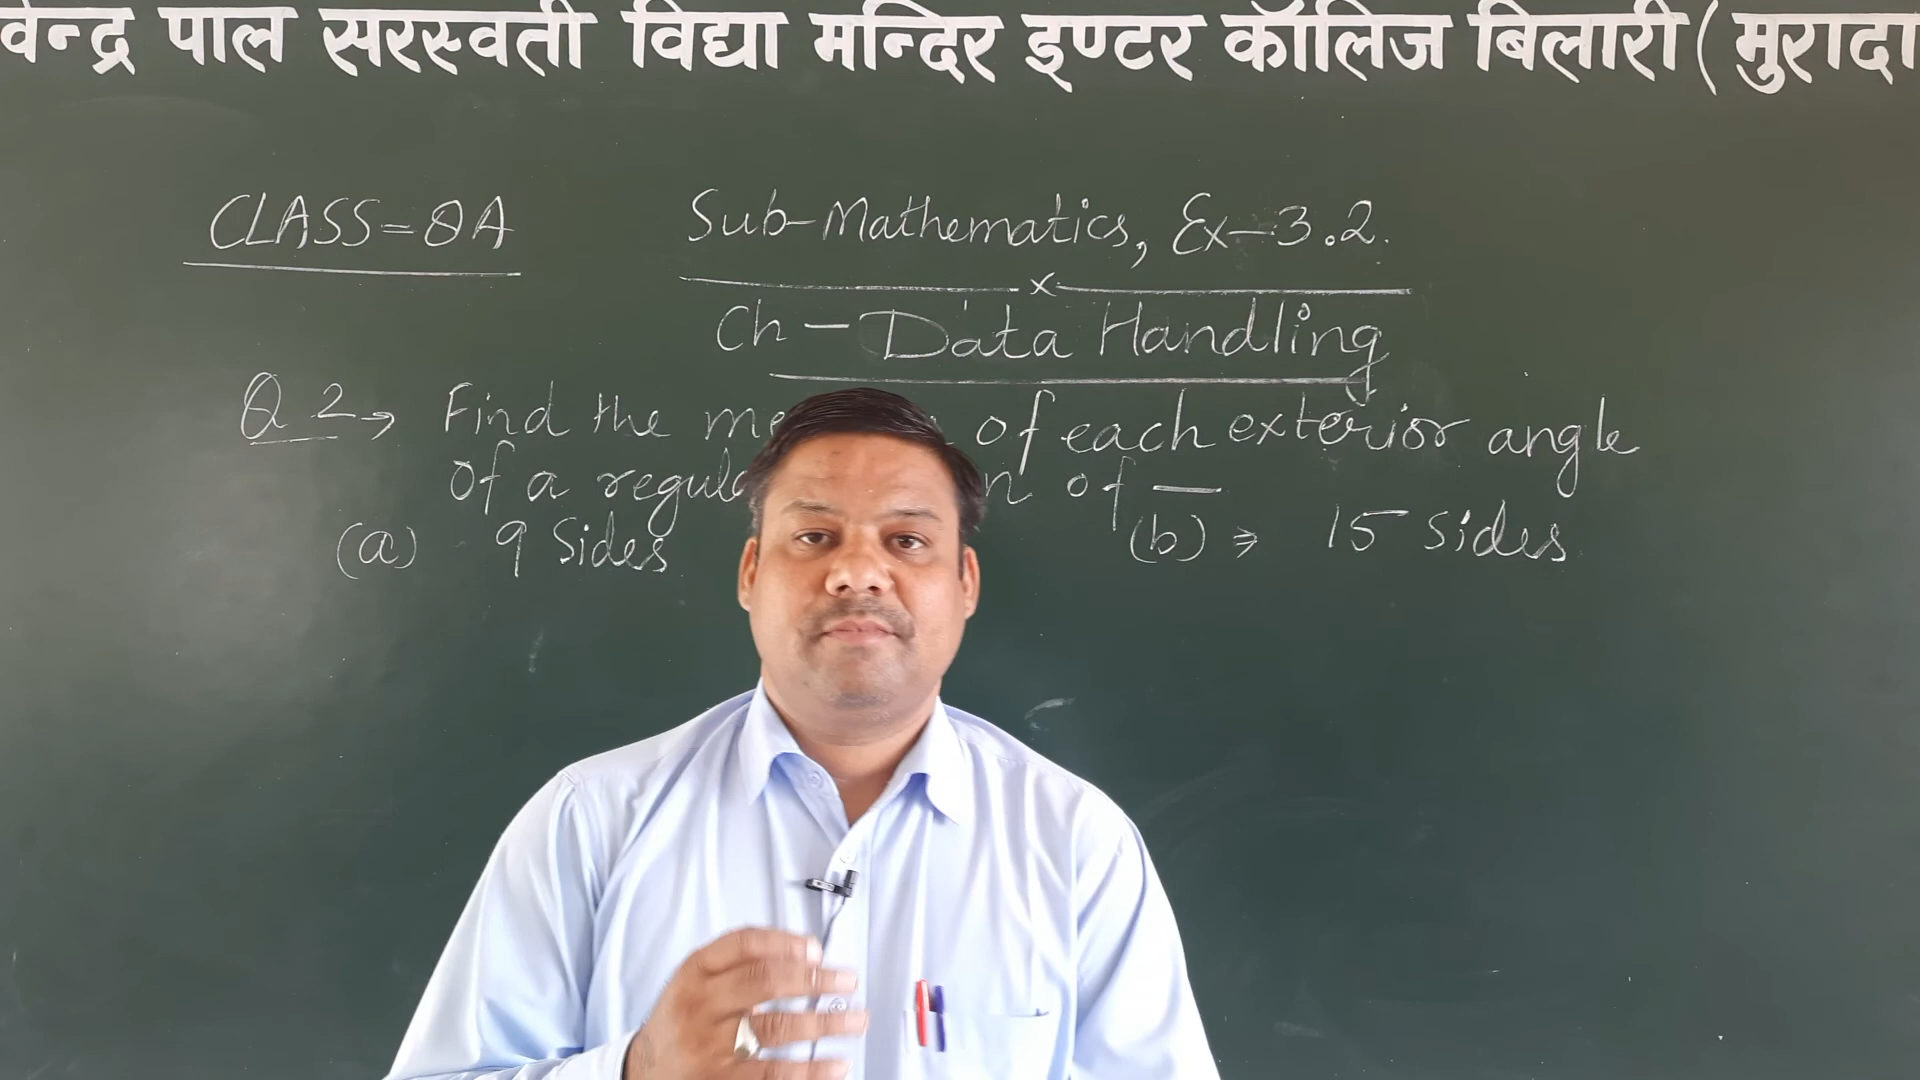 वेन्द्र पाल सरस्वती विद्या मन्दिर इण्टर कॉलिज बिलारी (मुरादा
CLASS=8A
Sub-Mathematics, Ex-3.2.
x
Ch - Data Handling
Q 2→ Find the me of each exterior angle
of a regula n of —
(a) 9 Sides (b) ⇒ 15 sides